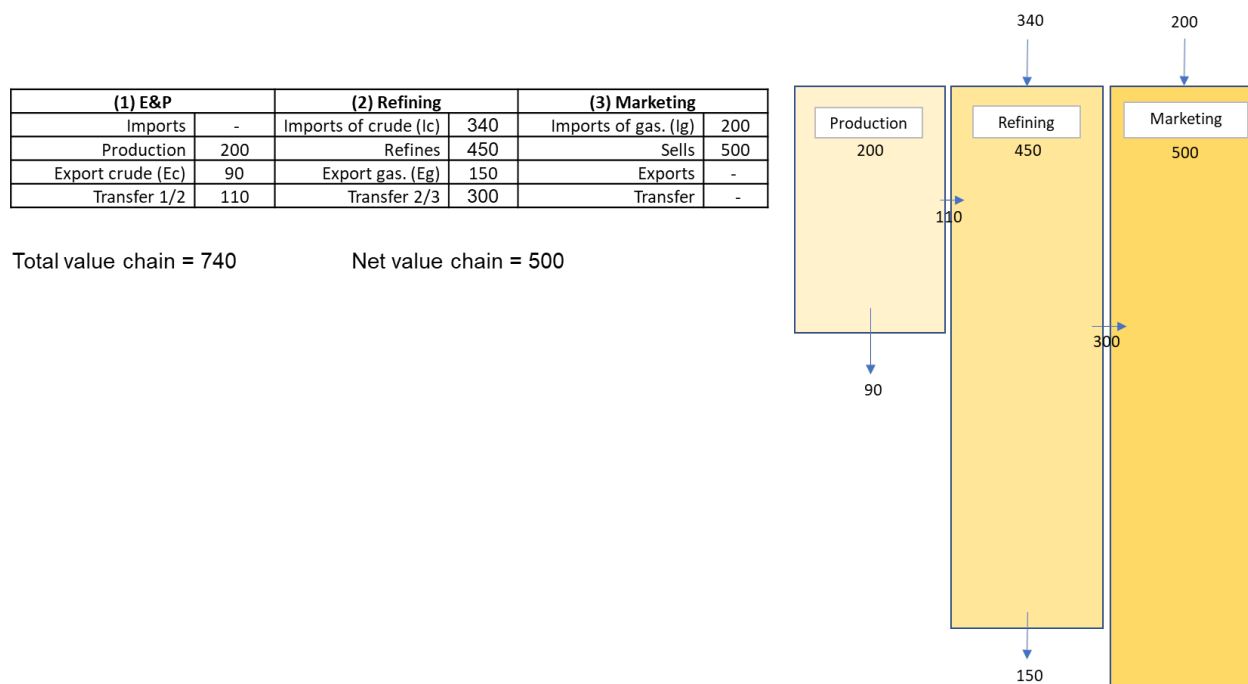 (1) E&P (2) Refining (3) Marketing
Imports - Imports of crude (Ic) 340 Imports of gas. (Ig) 200
Production 200 Refines 450 Sells 500
Export crude (Ec) 90 Export gas. (Eg) 150 Exports -
Transfer 1/2 110 Transfer 2/3 300 Transfer -
Total value chain = 740 Net value chain = 500
340 200
Production Refining Marketing
200 450 500
110
300
90
150